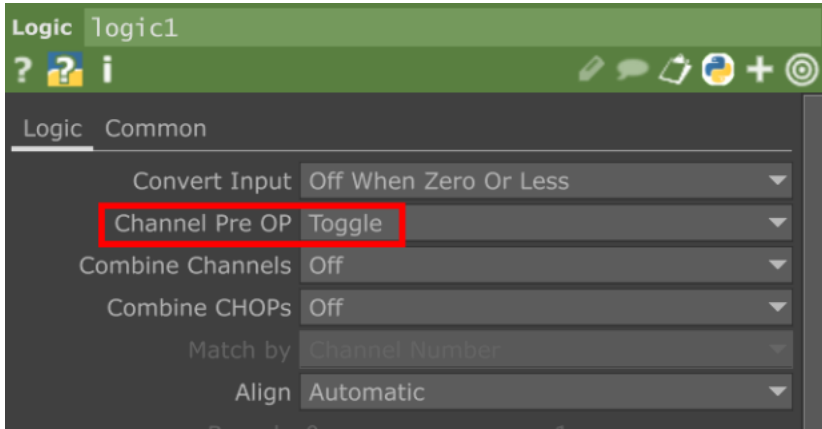 Logic logic1
? ? i
Logic Common
Convert Input Off When Zero Or Less
Channel Pre OP Toggle
Combine Channels Off
Combine CHOPs Off
Match by Channel Number
Align Automatic